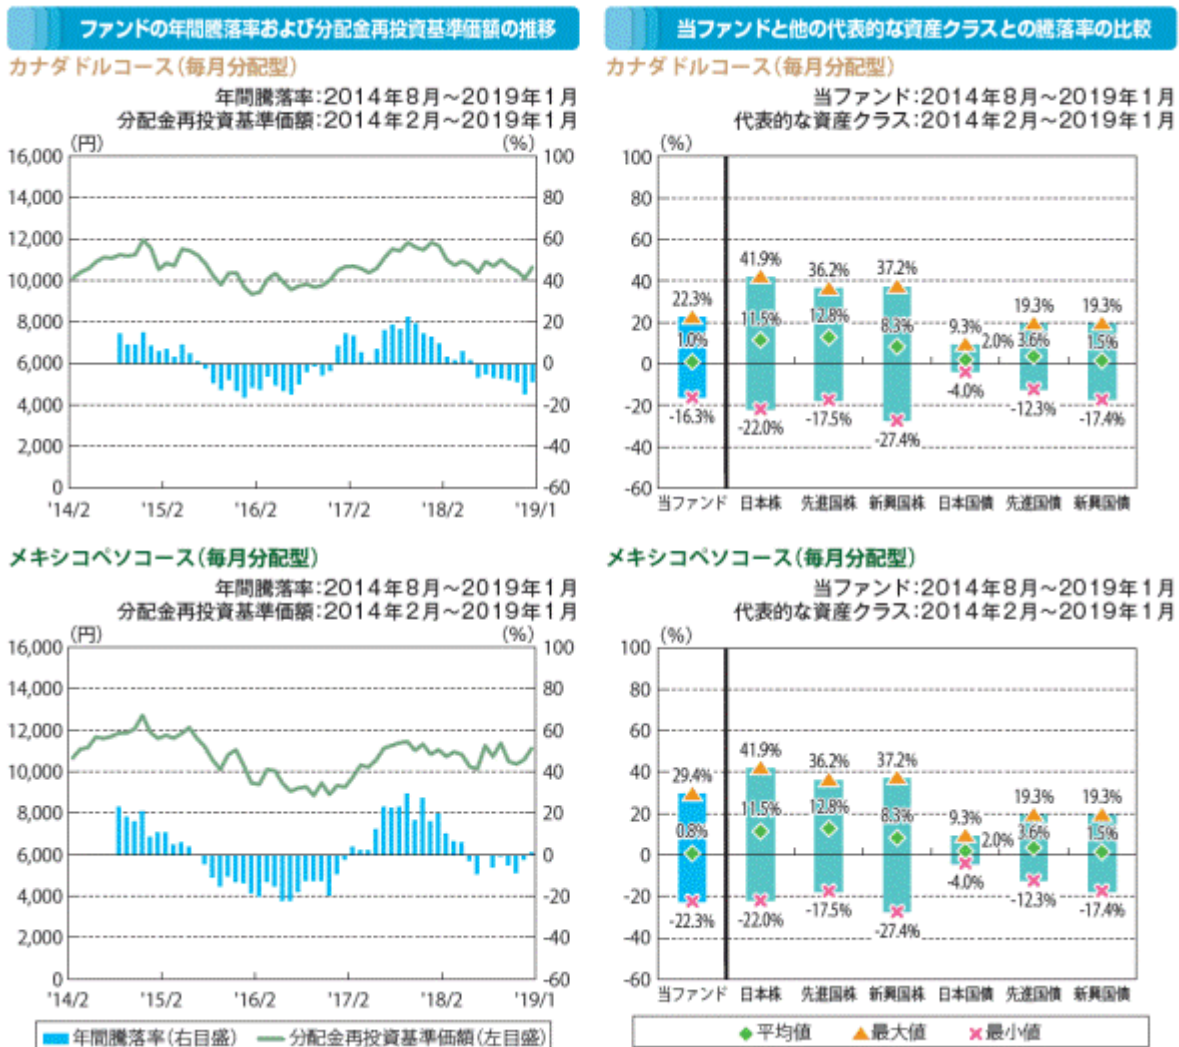 ファンドの年間騰落率および分配金再投資基準価額の推移
カナダドルコース(毎月分配型)
年間騰落率:2014年8月～2019年1月
分配金再投資基準価額:2014年2月～2019年1月
(円)
(%)
16,000
14,000
12,000
10,000
8,000
6,000
4,000
2,000
0
100
80
60
40
20
0
-20
-40
-60
'14/2 '15/2 '16/2 '17/2 '18/2 '19/1
当ファンドと他の代表的な資産クラスとの騰落率の比較
カナダドルコース(毎月分配型)
当ファンド:2014年8月～2019年1月
代表的な資産クラス:2014年2月～2019年1月
(%)
100
80
60
40
20
0
-20
-40
-60
22.3% 41.9% 36.2% 37.2% 9.3% 19.3% 19.3%
1.0% 11.5% 12.8% 8.3% 2.0% 3.6% 1.5%
-16.3% -22.0% -17.5% -27.4% -4.0% -12.3% -17.4%
当ファンド 日本株 先進国株 新興国株 日本国債 先進国債 新興国債
メキシコペソコース(毎月分配型)
年間騰落率:2014年8月～2019年1月
分配金再投資基準価額:2014年2月～2019年1月
(円)
(%)
16,000
14,000
12,000
10,000
8,000
6,000
4,000
2,000
0
100
80
60
40
20
0
-20
-40
-60
'14/2 '15/2 '16/2 '17/2 '18/2 '19/1
年間騰落率(右目盛) 分配金再投資基準価額(左目盛)
メキシコペソコース(毎月分配型)
当ファンド:2014年8月～2019年1月
代表的な資産クラス:2014年2月～2019年1月
(%)
100
80
60
40
20
0
-20
-40
-60
29.4% 41.9% 36.2% 37.2% 9.3% 19.3% 19.3%
0.8% 11.5% 12.8% 8.3% 2.0% 3.6% 1.5%
-22.3% -22.0% -17.5% -27.4% -4.0% -12.3% -17.4%
当ファンド 日本株 先進国株 新興国株 日本国債 先進国債 新興国債
平均値 最大値 最小値